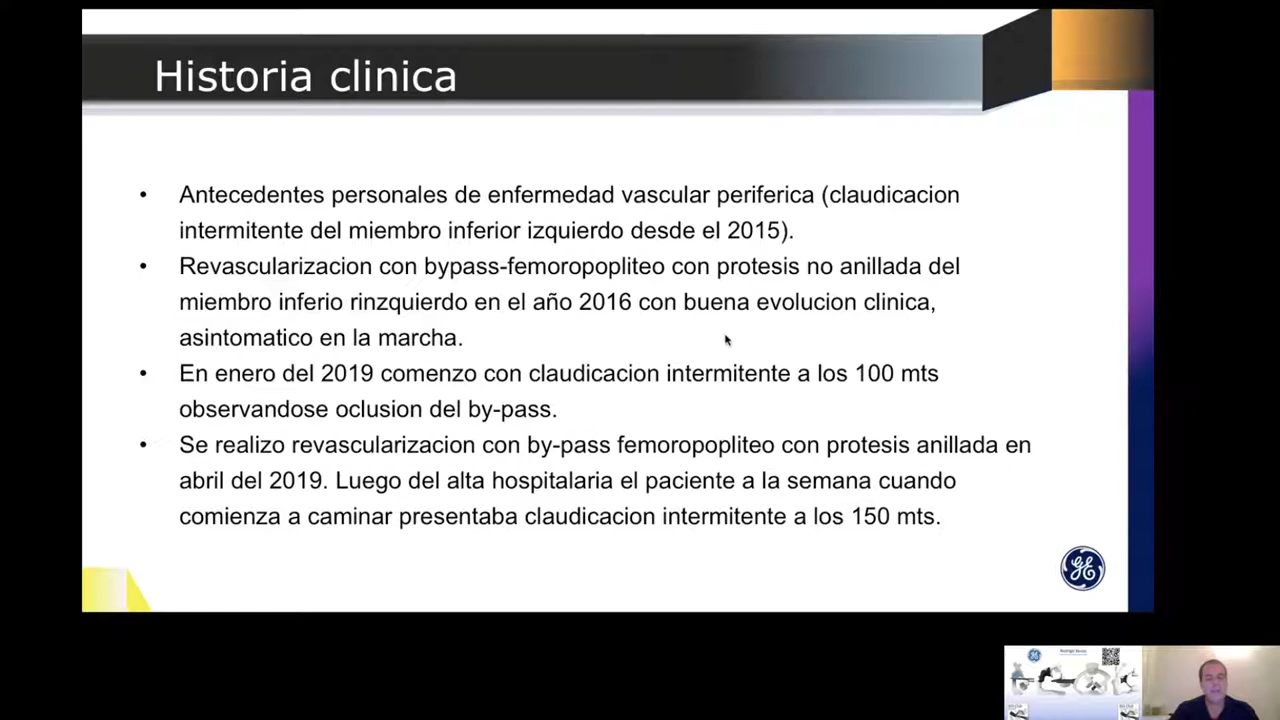 Historia clinica
• Antecedentes personales de enfermedad vascular periferica (claudicacion
intermitente del miembro inferior izquierdo desde el 2015).
• Revascularizacion con bypass-femoropopliteo con protesis no anillada del
miembro inferio rinzquierdo en el año 2016 con buena evolucion clinica,
asintomatico en la marcha.
• En enero del 2019 comenzo con claudicacion intermitente a los 100 mts
observandose oclusion del by-pass.
• Se realizo revascularizacion con by-pass femoropopliteo con protesis anillada en
abril del 2019. Luego del alta hospitalaria el paciente a la semana cuando
comienza a caminar presentaba claudicacion intermitente a los 150 mts.
GE